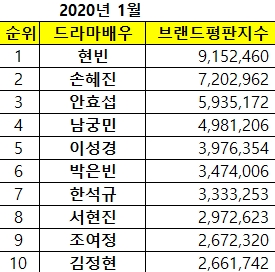 2020년 1월
순위 드라마배우 브랜드평판지수
1 현빈 9,152,460
2 손혜진 7,202,962
3 안효섭 5,935,172
4 남궁민 4,981,206
5 이성경 3,976,354
6 박은빈 3,474,006
7 한석규 3,333,253
8 서현진 2,972,623
9 조여정 2,672,320
10 김정현 2,661,742